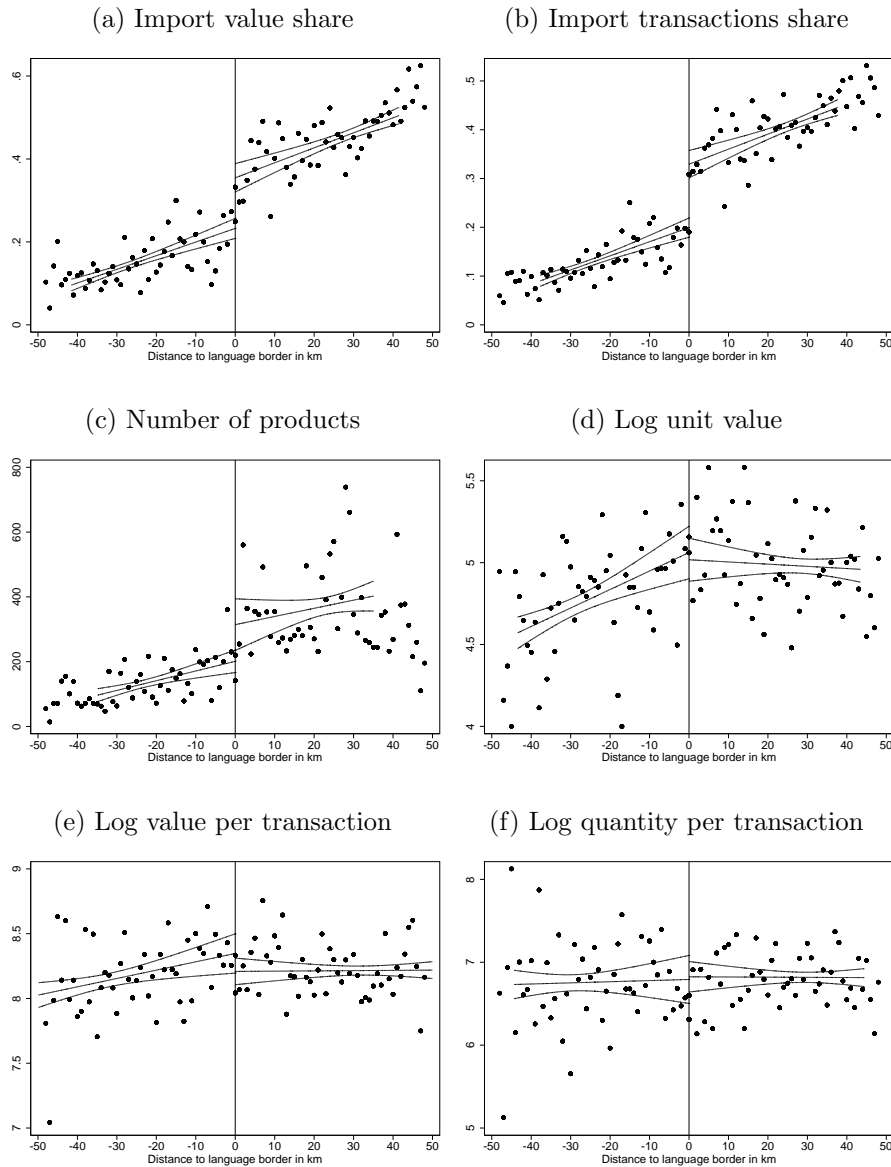 (a) Import value share
(b) Import transactions share
0 .2 .4 .6
-50 -40 -30 -20 -10 0 10 20 30 40 50
Distance to language border in km
0 .1 .2 .3 .4 .5
-50 -40 -30 -20 -10 0 10 20 30 40 50
Distance to language border in km
(c) Number of products
(d) Log unit value
0 200 400 600 800
-50 -40 -30 -20 -10 0 10 20 30 40 50
Distance to language border in km
4 4.5 5 5.5
-50 -40 -30 -20 -10 0 10 20 30 40 50
Distance to language border in km
(e) Log value per transaction
(f) Log quantity per transaction
7 7.5 8 8.5 9
-50 -40 -30 -20 -10 0 10 20 30 40 50
Distance to language border in km
5 6 7 8
-50 -40 -30 -20 -10 0 10 20 30 40 50
Distance to language border in km